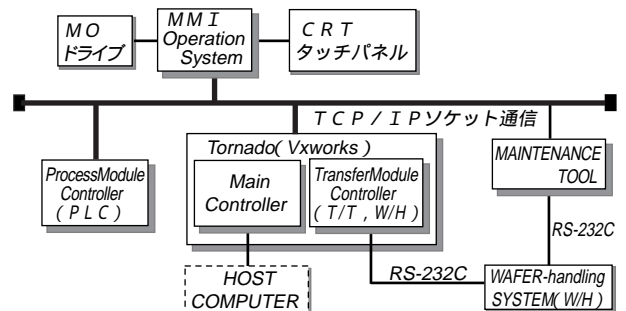 ＭＯ
ドライブ
ＭＭＩ
Operation
System
ＣＲＴ
タッチパネル
ＴＣＰ／ＩＰソケット通信
ProcessModule
Controller
(ＰＬＣ)
Tornado(Vxworks)
Main
Controller
TransferModule
Controller
(T/T, W/H)
MAINTENANCE
TOOL
RS-232C
HOST
COMPUTER
RS-232C
WAFER-handling
SYSTEM(W/H)